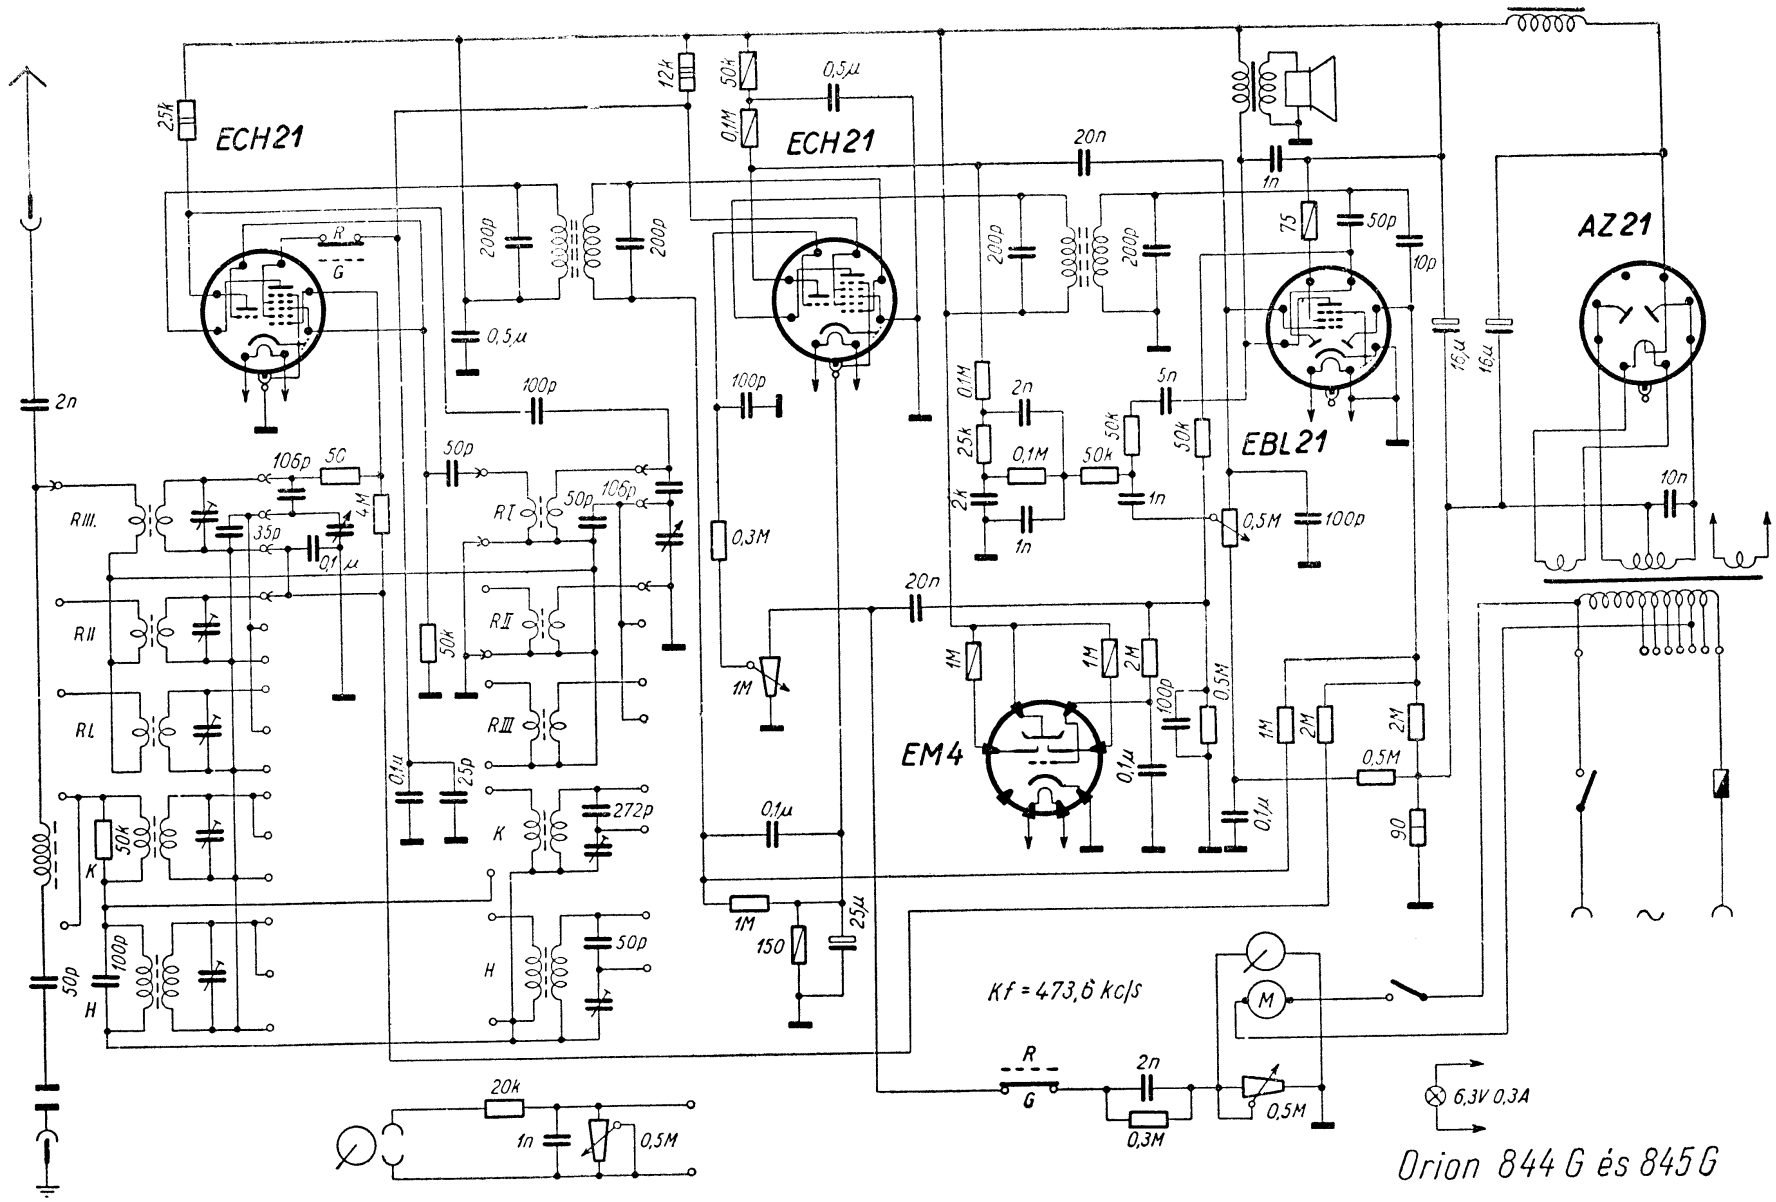 25k
ECH21
12k
50k
0,1M
0,5µ
ECH21
20n
1n
75
50p
10p
AZ21
R
G
200p
200p
200p
200p
0,5µ
16µ
16µ
2n
100p
100p
0,1M
2n
5n
EBL21
50k
50k
25k
0,1M
50k
106p
50
50p
RIII.
35p
4M
0,1µ
RI
50p
106p
0,3M
2k
1n
1n
0,5M
100p
10n
RII
50k
RII
20n
1M
1M
1M
2M
100p
0,5M
RI.
RIII
EM4
0,1µ
1M
2M
2M
0,5M
0,1µ
25p
K
272p
0,1µ
0,1µ
90
50k
K
1M
150
25µ
50p
100p
H
H
50p
Kf = 473,6 kc/s
M
R
G
2n
0,3M
0,5M
6,3V 0,3A
20k
1n
0,5M
Orion 844 G és 845 G